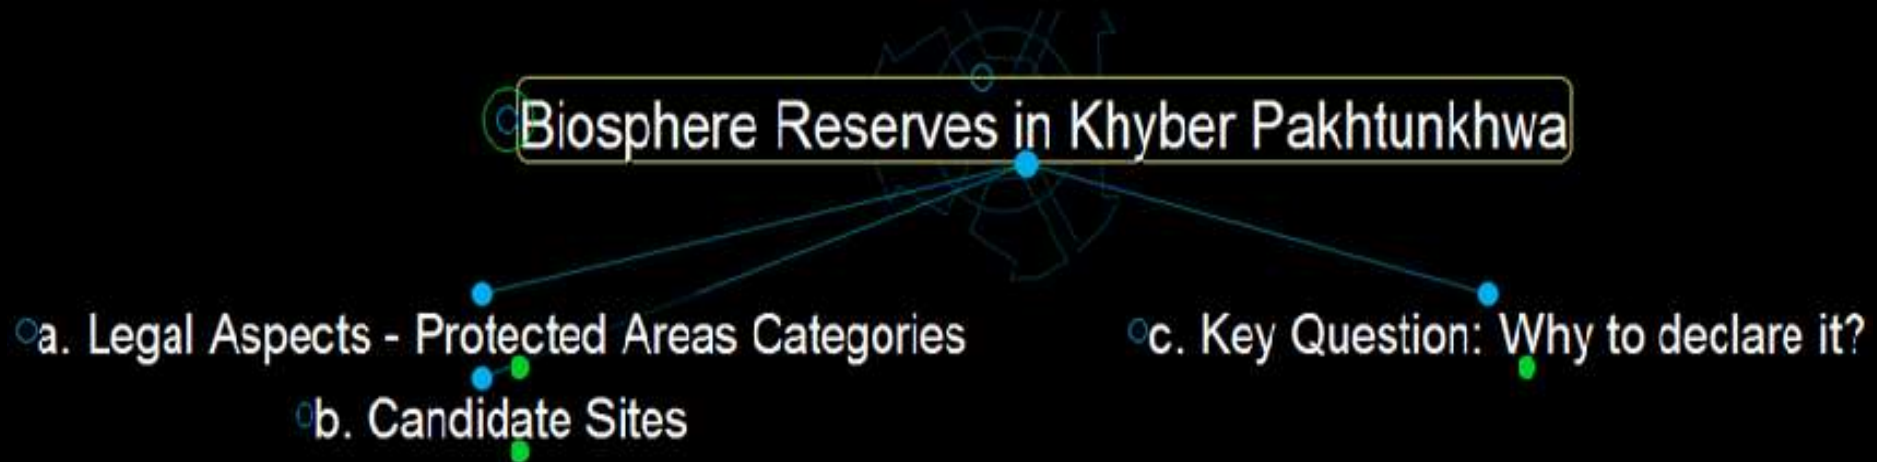 Biosphere Reserves in Khyber Pakhtunkhwa
a. Legal Aspects - Protected Areas Categories
b. Candidate Sites
c. Key Question: Why to declare it?